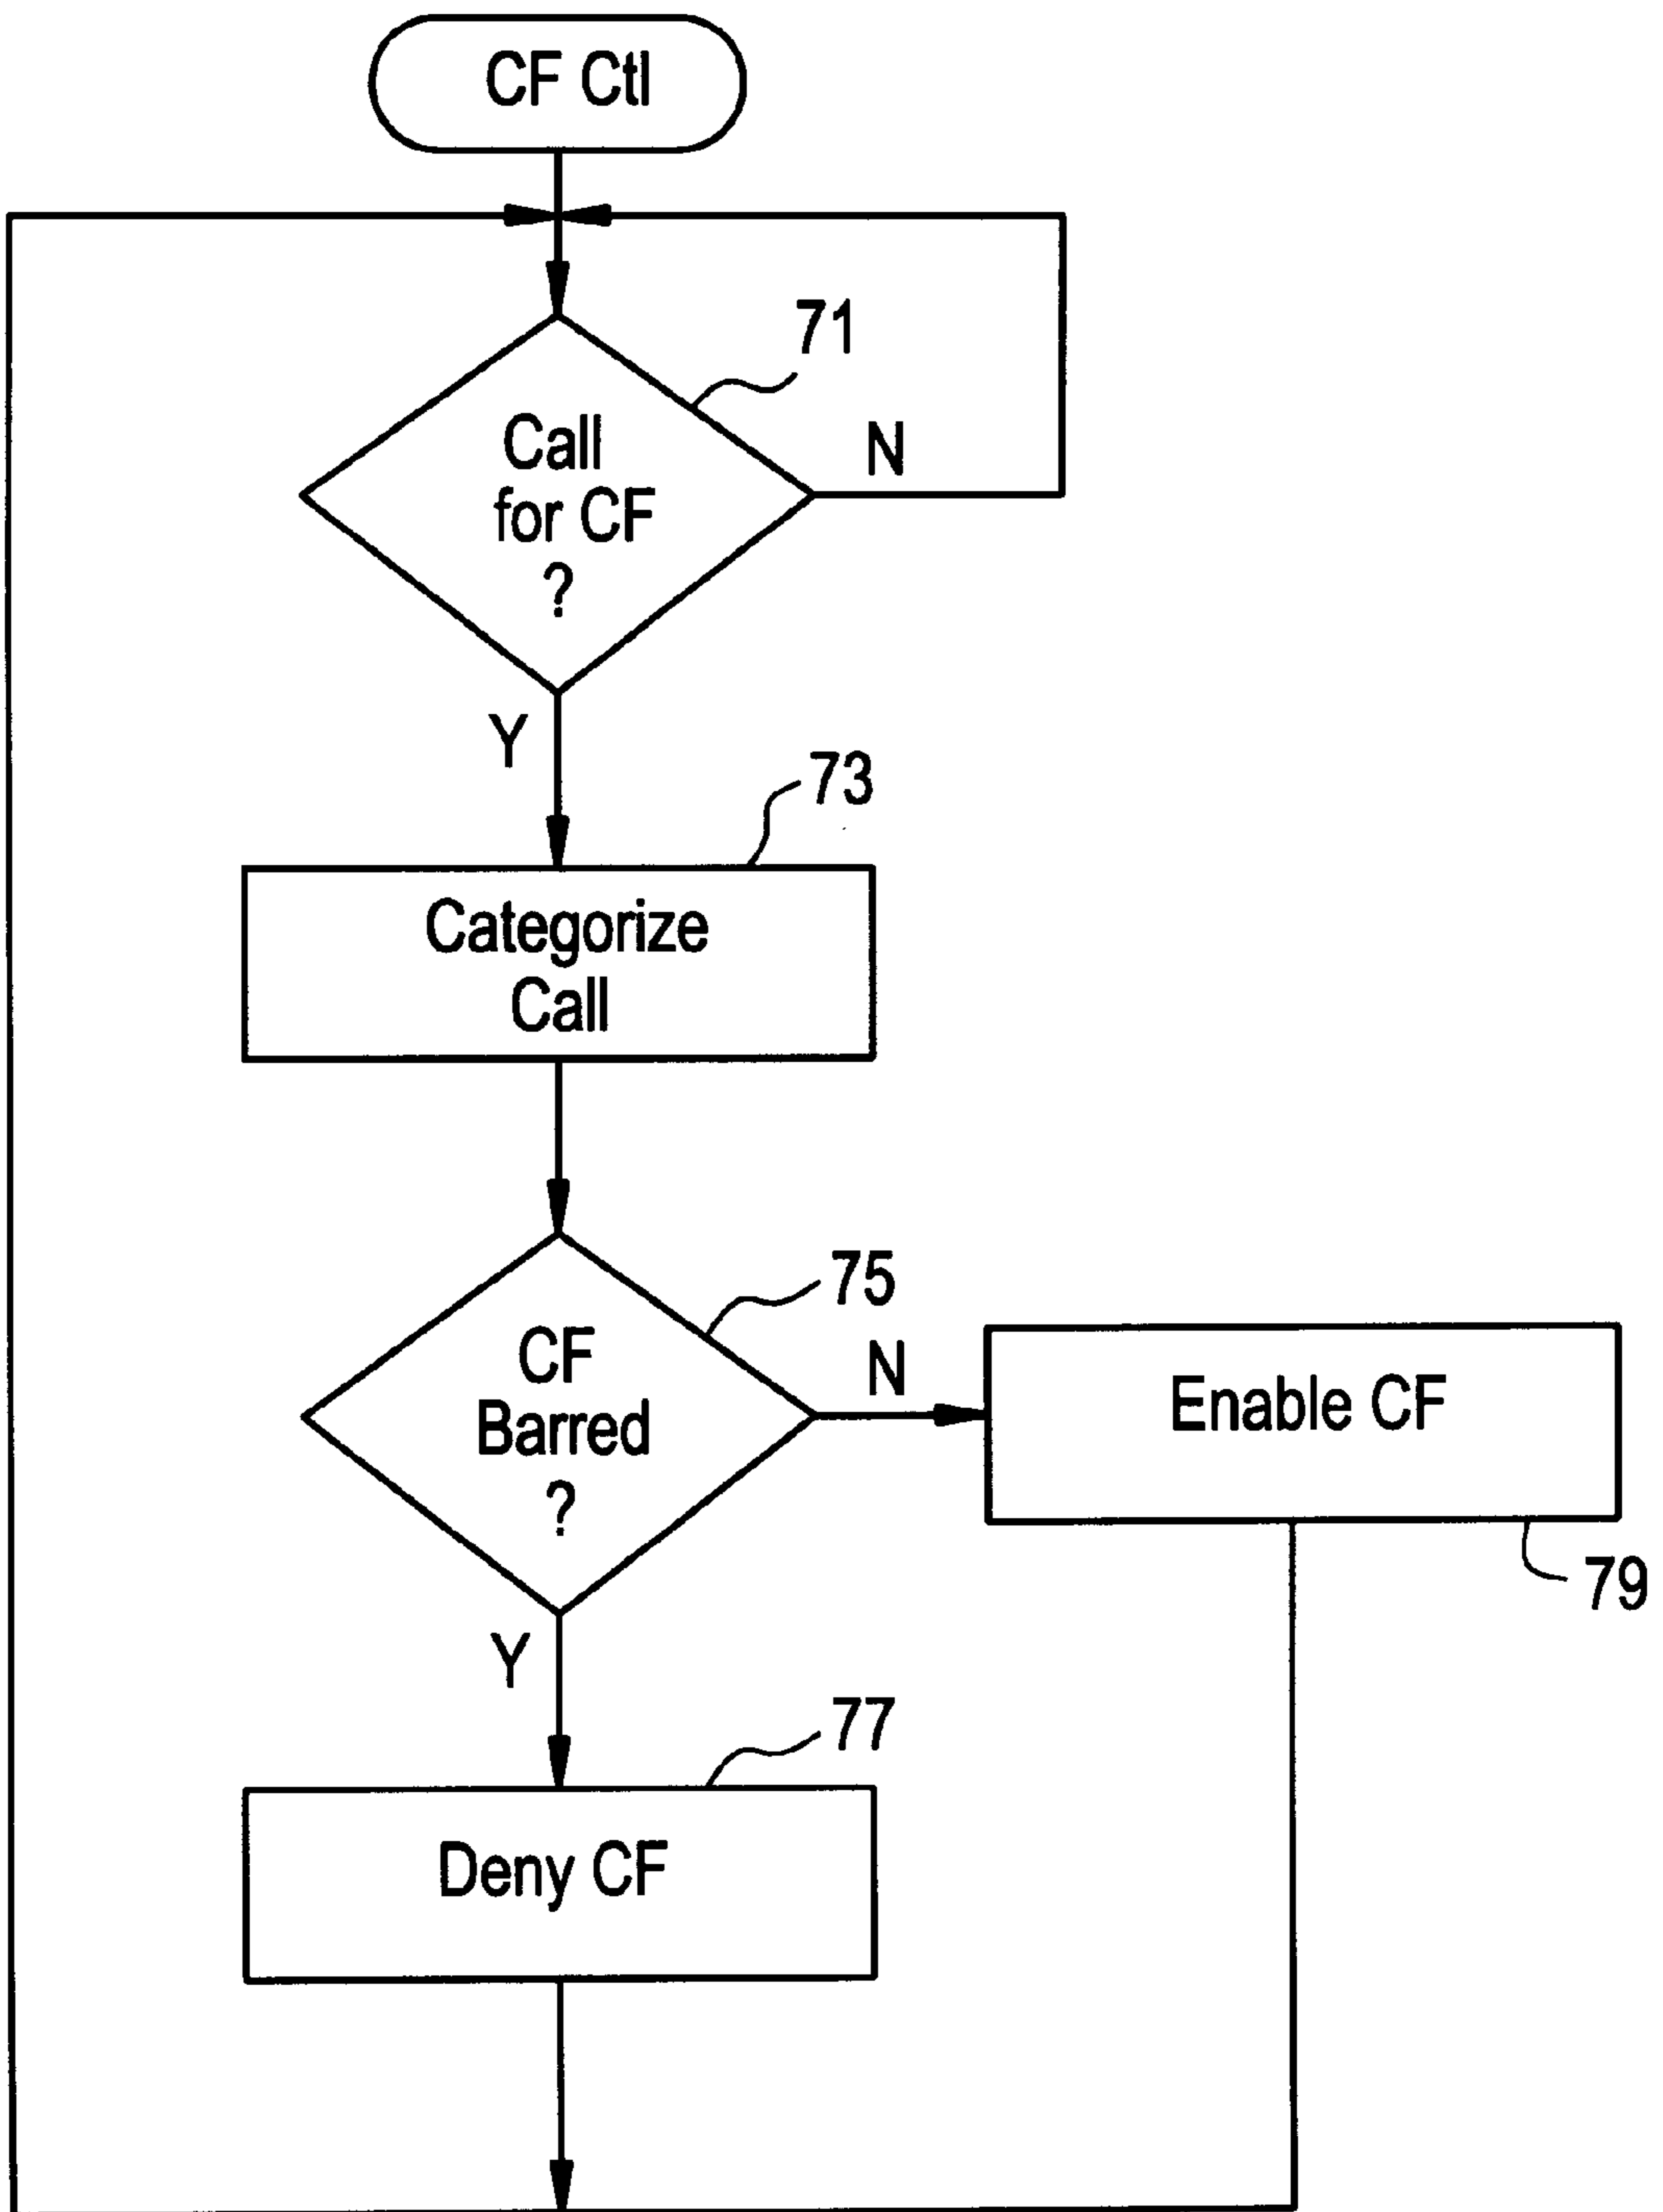 CF Ctl
71
Call
for CF
?
N
Y
73
Categorize
Call
75
CF
Barred
?
N
Enable CF
79
Y
77
Deny CF